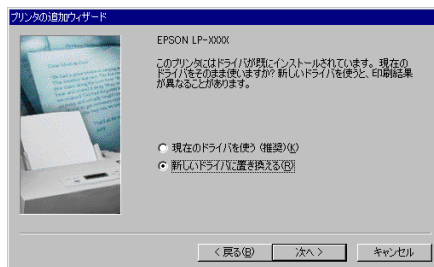 プリンタの追加ウィザード
EPSON LP-XXXX
このプリンタにはドライバが既にインストールされています。現在の
ドライバをそのまま使いますか? 新しいドライバを使うと、印刷結果
が異なることがあります。
現在のドライバを使う (推奨)(K)
新しいドライバに置き換える(R)
< 戻る(B)
次へ >
キャンセル